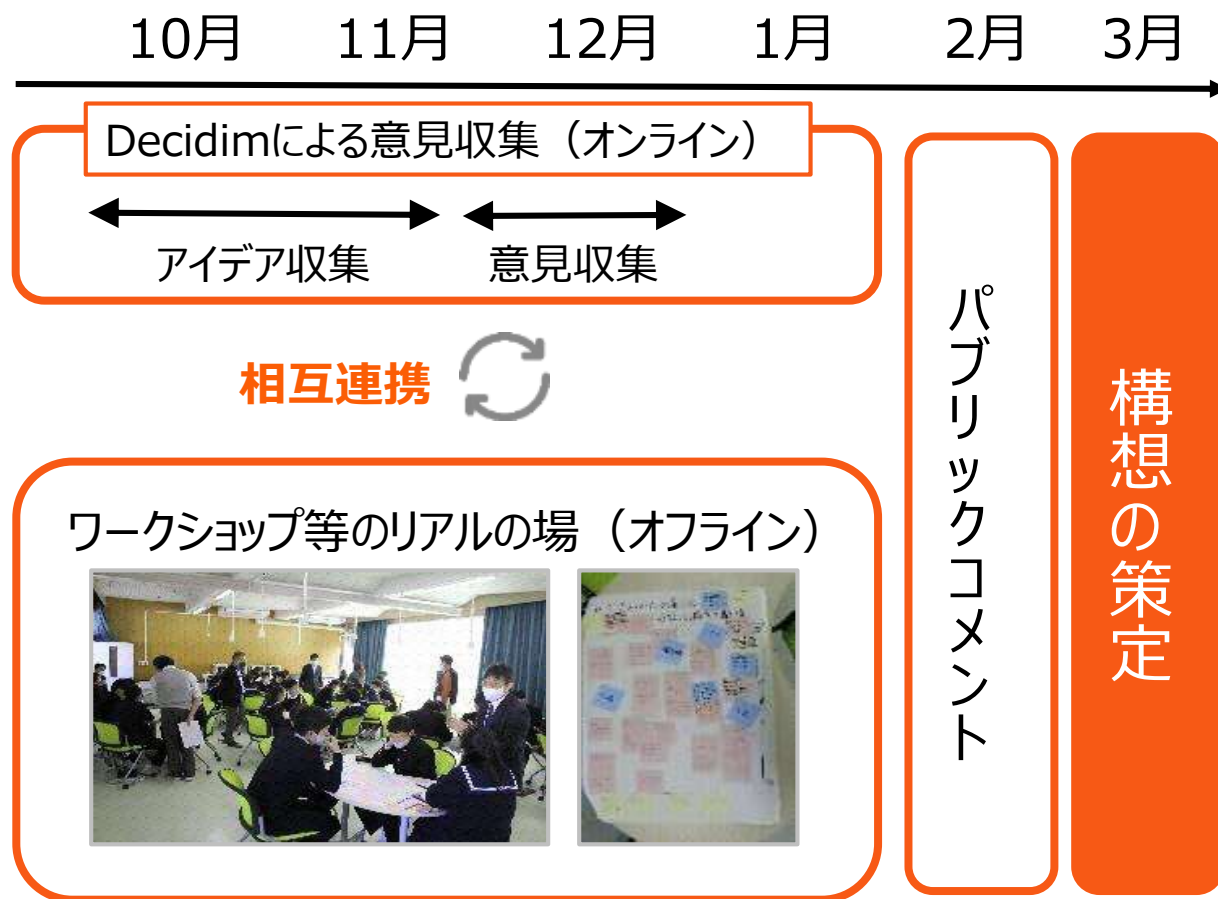 10月 11月 12月 1月 2月 3月
Decidimによる意見収集（オンライン）
アイデア収集 意見収集
相互連携
ワークショップ等のリアルの場（オフライン）
パブリックコメント
構想の策定